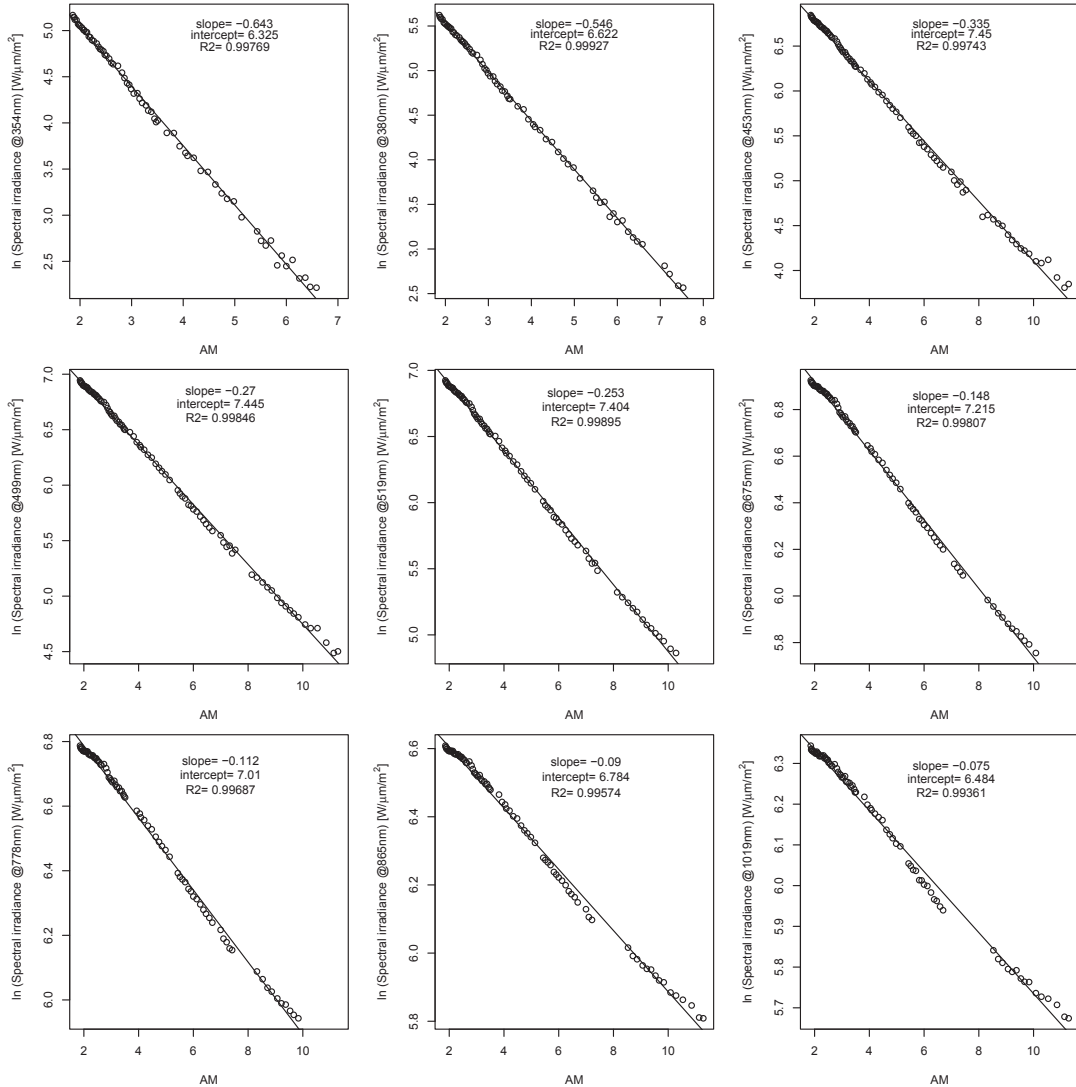 slope= −0.643
intercept= 6.325
R2= 0.99769
ln (Spectral irradiance @354nm) [W/μm/m²]
5.0
4.5
4.0
3.5
3.0
2.5
2 3 4 5 6 7
AM
slope= −0.546
intercept= 6.622
R2= 0.99927
ln (Spectral irradiance @380nm) [W/μm/m²]
5.5
5.0
4.5
4.0
3.5
3.0
2.5
2 3 4 5 6 7 8
AM
slope= −0.335
intercept= 7.45
R2= 0.99743
ln (Spectral irradiance @453nm) [W/μm/m²]
6.5
6.0
5.5
5.0
4.5
4.0
2 4 6 8 10
AM
slope= −0.27
intercept= 7.445
R2= 0.99846
ln (Spectral irradiance @499nm) [W/μm/m²]
7.0
6.5
6.0
5.5
5.0
4.5
2 4 6 8 10
AM
slope= −0.253
intercept= 7.404
R2= 0.99895
ln (Spectral irradiance @519nm) [W/μm/m²]
7.0
6.5
6.0
5.5
5.0
2 4 6 8 10
AM
slope= −0.148
intercept= 7.215
R2= 0.99807
ln (Spectral irradiance @675nm) [W/μm/m²]
6.8
6.6
6.4
6.2
6.0
5.8
2 4 6 8 10
AM
slope= −0.112
intercept= 7.01
R2= 0.99687
ln (Spectral irradiance @778nm) [W/μm/m²]
6.8
6.6
6.4
6.2
6.0
2 4 6 8 10
AM
slope= −0.09
intercept= 6.784
R2= 0.99574
ln (Spectral irradiance @865nm) [W/μm/m²]
6.6
6.4
6.2
6.0
5.8
2 4 6 8 10
AM
slope= −0.075
intercept= 6.484
R2= 0.99361
ln (Spectral irradiance @1019nm) [W/μm/m²]
6.3
6.2
6.1
6.0
5.9
5.8
5.7
2 4 6 8 10
AM